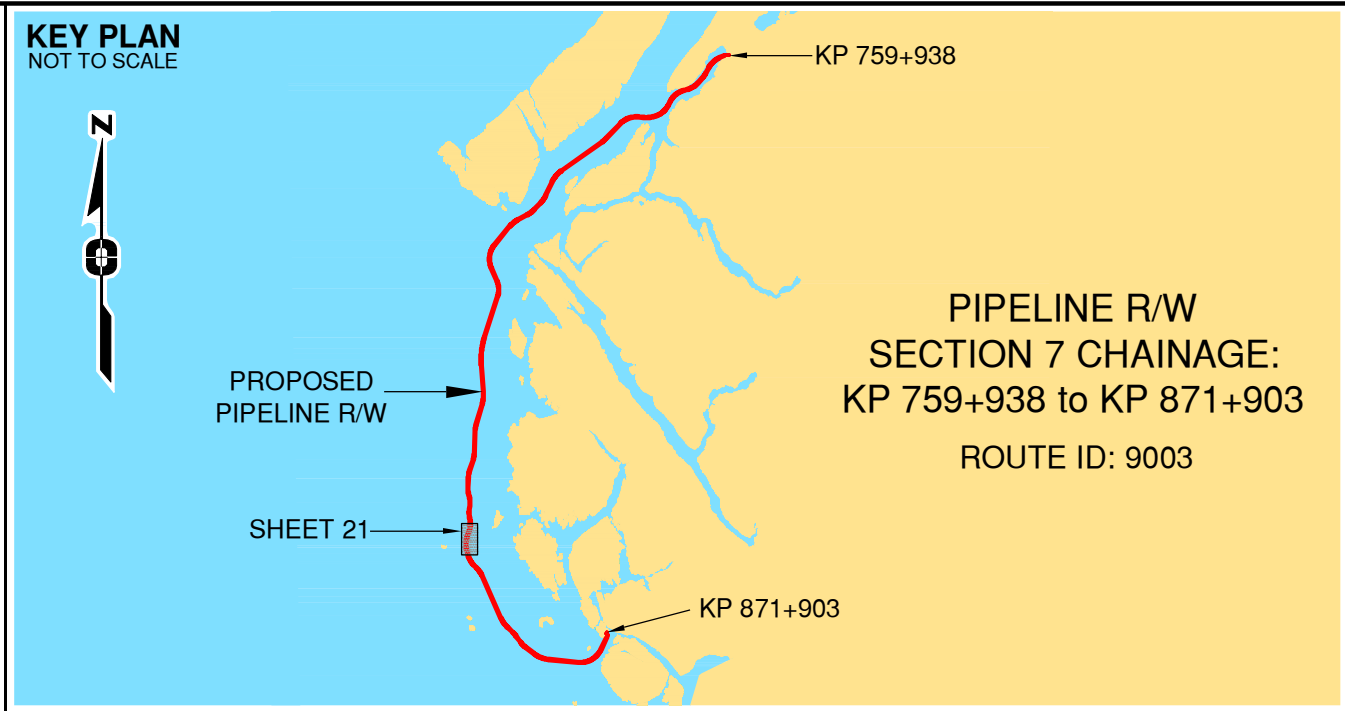 KEY PLAN
NOT TO SCALE
KP 759+938
N
PIPELINE R/W
SECTION 7 CHAINAGE:
KP 759+938 to KP 871+903
ROUTE ID: 9003
PROPOSED
PIPELINE R/W
SHEET 21
KP 871+903